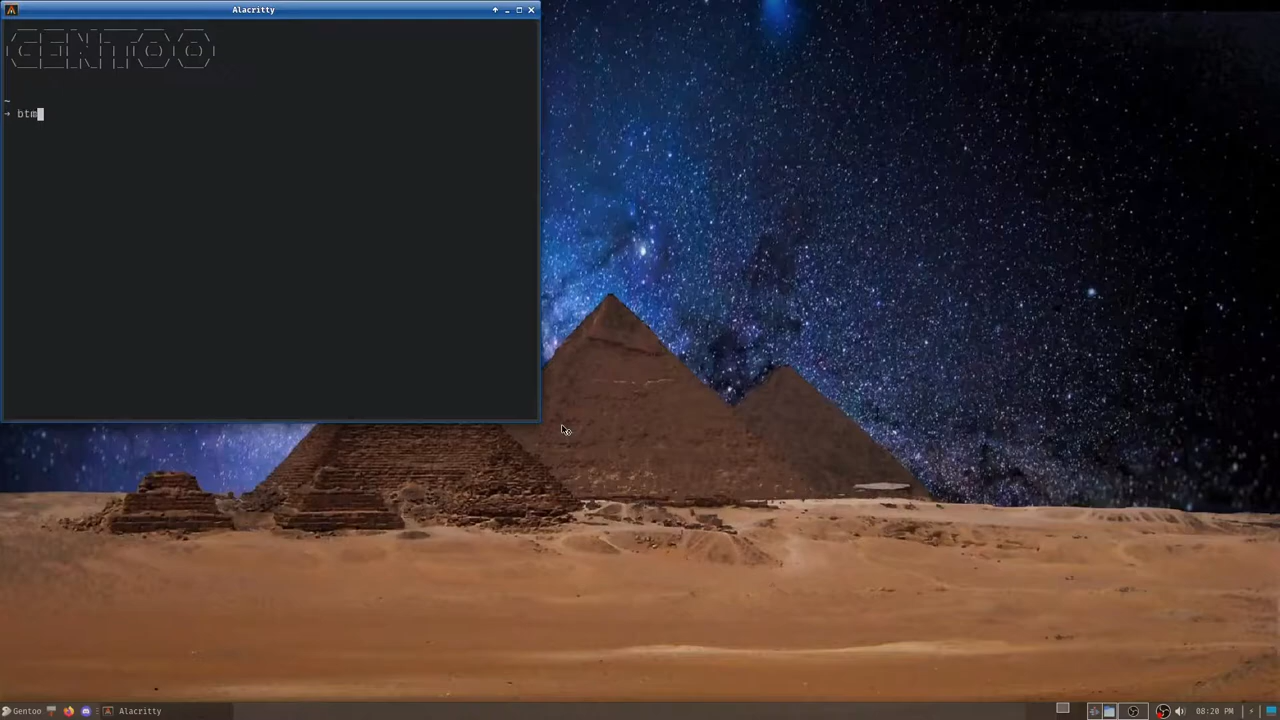 Alacritty
GENTOO
~
→ btm
Gentoo
Alacritty
08:20 PM